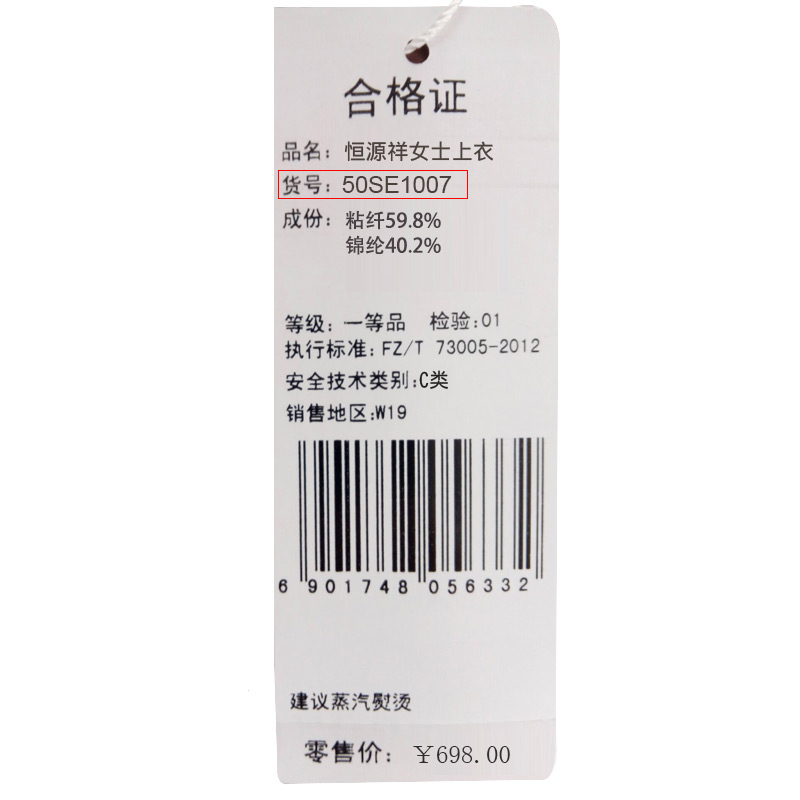 合格证
品名：恒源祥女士上衣
货号：50SE1007
成份：粘纤59.8%
锦纶40.2%
等级：一等品 检验:01
执行标准:FZ/T 73005-2012
安全技术类别:C类
销售地区:W19
6 901748 056332
建议蒸汽熨烫
零售价：￥698.00